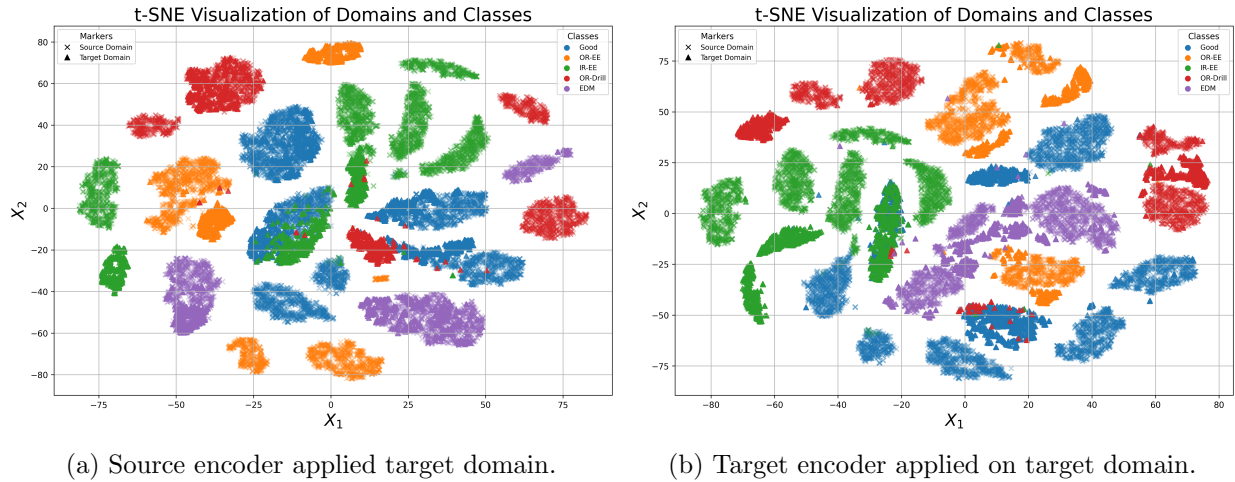 t-SNE Visualization of Domains and Classes
Markers
Source Domain
Target Domain
Classes
Good
OR-EE
IR-EE
OR-Drill
EDM
80
60
40
20
0
−20
−40
−60
−80
X2
−75
−50
−25
0
25
50
75
X1
(a) Source encoder applied target domain.
t-SNE Visualization of Domains and Classes
Markers
Source Domain
Target Domain
Classes
Good
OR-EE
IR-EE
OR-Drill
EDM
75
50
25
0
−25
−50
−75
X2
−80
−60
−40
−20
0
20
40
60
80
X1
(b) Target encoder applied on target domain.